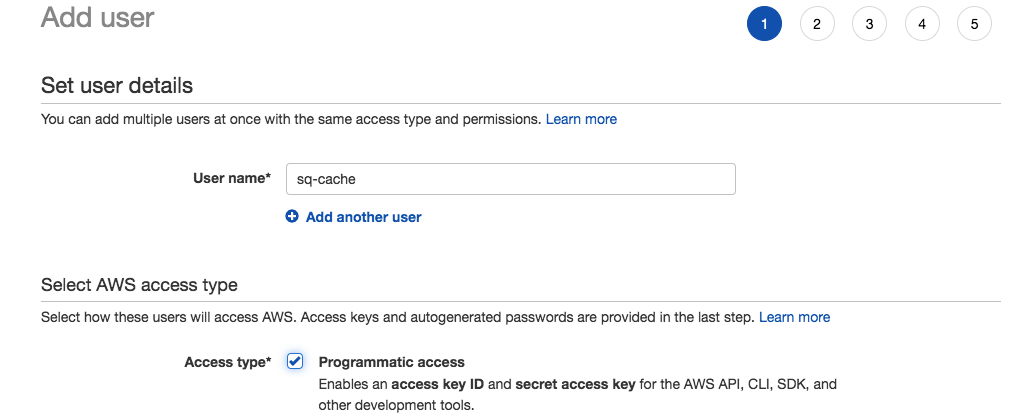 Add user
1 2 3 4 5
Set user details
You can add multiple users at once with the same access type and permissions. Learn more
User name* sq-cache
Add another user
Select AWS access type
Select how these users will access AWS. Access keys and autogenerated passwords are provided in the last step. Learn more
Access type* Programmatic access
Enables an access key ID and secret access key for the AWS API, CLI, SDK, and
other development tools.